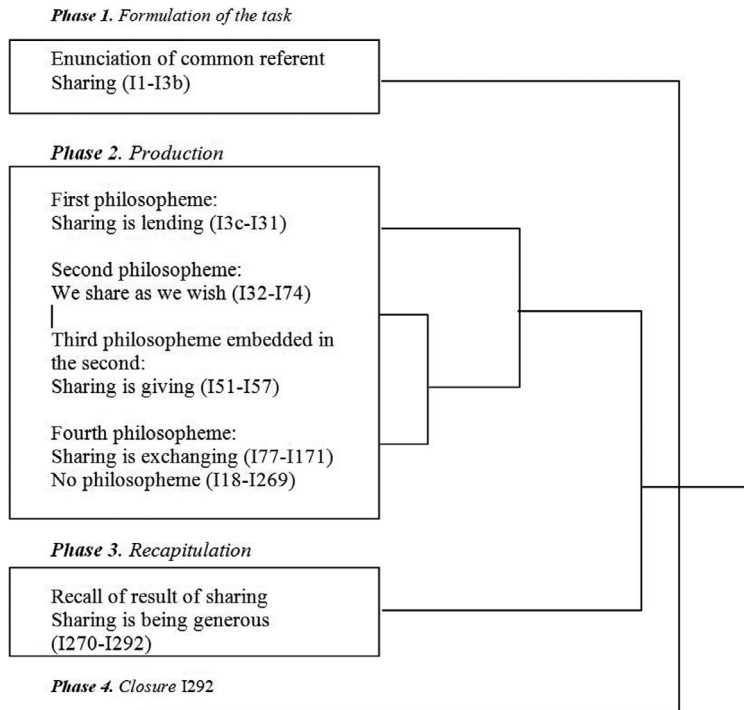 Phase 1. Formulation of the task
Enunciation of common referent
Sharing (I1-I3b)
Phase 2. Production
First philosopheme:
Sharing is lending (I3c-I31)
Second philosopheme:
We share as we wish (I32-I74)
Third philosopheme embedded in
the second:
Sharing is giving (I51-I57)
Fourth philosopheme:
Sharing is exchanging (I77-I171)
No philosopheme (I18-I269)
Phase 3. Recapitulation
Recall of result of sharing
Sharing is being generous
(I270-I292)
Phase 4. Closure I292